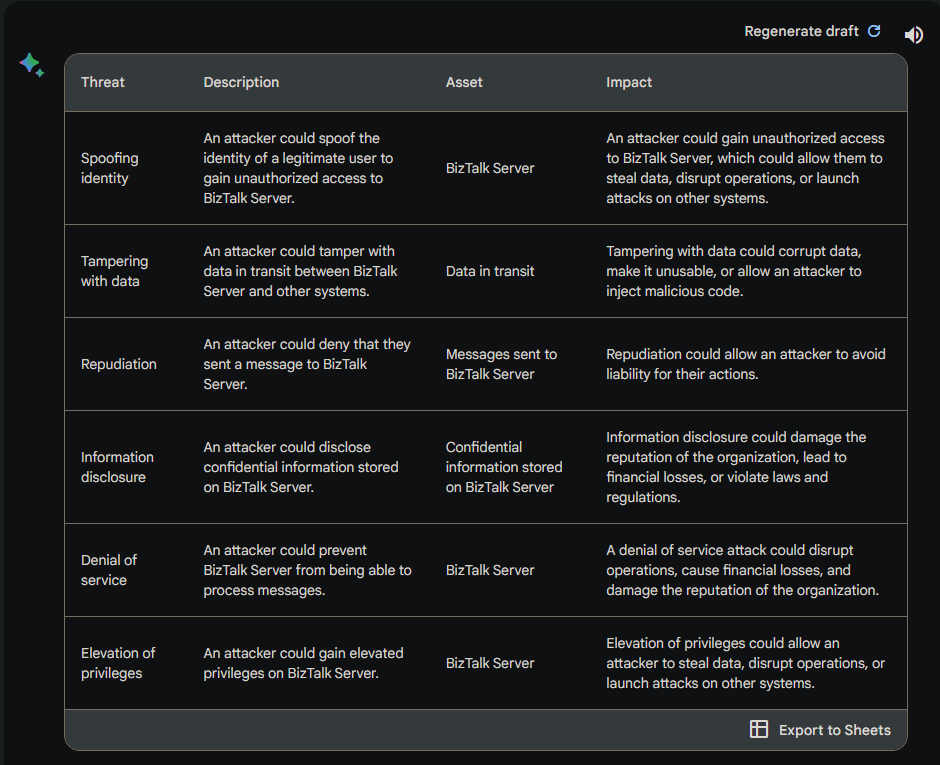 Regenerate draft
Threat Description Asset Impact
Spoofing
identity
An attacker could spoof the
identity of a legitimate user to
gain unauthorized access to
BizTalk Server.
BizTalk Server
An attacker could gain unauthorized access
to BizTalk Server, which could allow them to
steal data, disrupt operations, or launch
attacks on other systems.
Tampering
with data
An attacker could tamper with
data in transit between BizTalk
Server and other systems.
Data in transit
Tampering with data could corrupt data,
make it unusable, or allow an attacker to
inject malicious code.
Repudiation
An attacker could deny that they
sent a message to BizTalk
Server.
Messages sent to
BizTalk Server
Repudiation could allow an attacker to avoid
liability for their actions.
Information
disclosure
An attacker could disclose
confidential information stored
on BizTalk Server.
Confidential
information stored
on BizTalk Server
Information disclosure could damage the
reputation of the organization, lead to
financial losses, or violate laws and
regulations.
Denial of
service
An attacker could prevent
BizTalk Server from being able to
process messages.
BizTalk Server
A denial of service attack could disrupt
operations, cause financial losses, and
damage the reputation of the organization.
Elevation of
privileges
An attacker could gain elevated
privileges on BizTalk Server.
BizTalk Server
Elevation of privileges could allow an
attacker to steal data, disrupt operations, or
launch attacks on other systems.
Export to Sheets